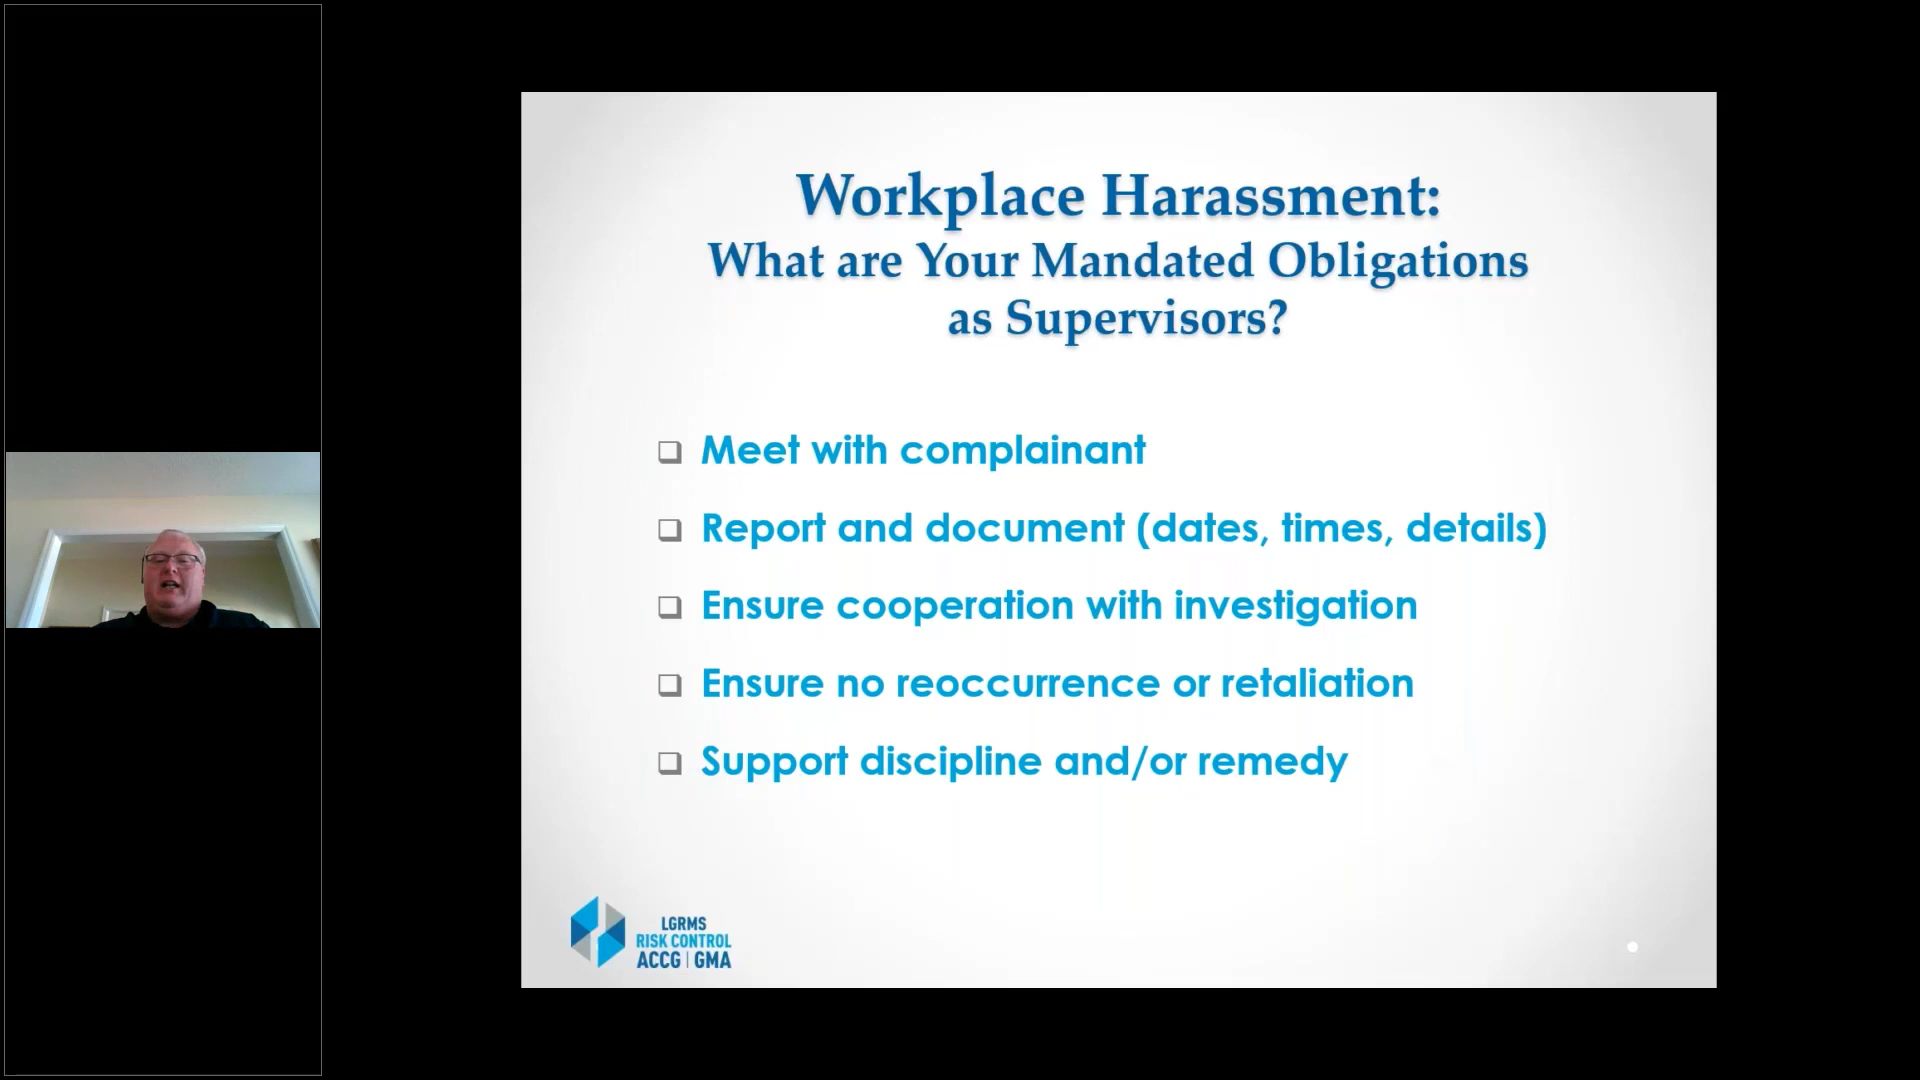 Workplace Harassment:
What are Your Mandated Obligations
as Supervisors?
Meet with complainant
Report and document (dates, times, details)
Ensure cooperation with investigation
Ensure no reoccurrence or retaliation
Support discipline and/or remedy
LGRMS
RISK CONTROL
ACCG | GMA